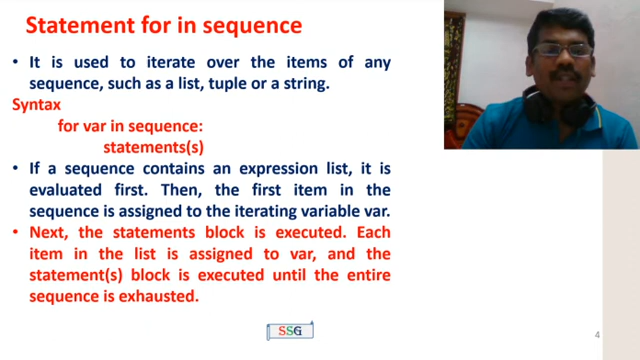 Statement for in sequence
• It is used to iterate over the items of any
sequence, such as a list, tuple or a string.
Syntax
for var in sequence:
statements(s)
• If a sequence contains an expression list, it is
evaluated first. Then, the first item in the
sequence is assigned to the iterating variable var.
• Next, the statements block is executed. Each
item in the list is assigned to var, and the
statement(s) block is executed until the entire
sequence is exhausted.
SSG
4